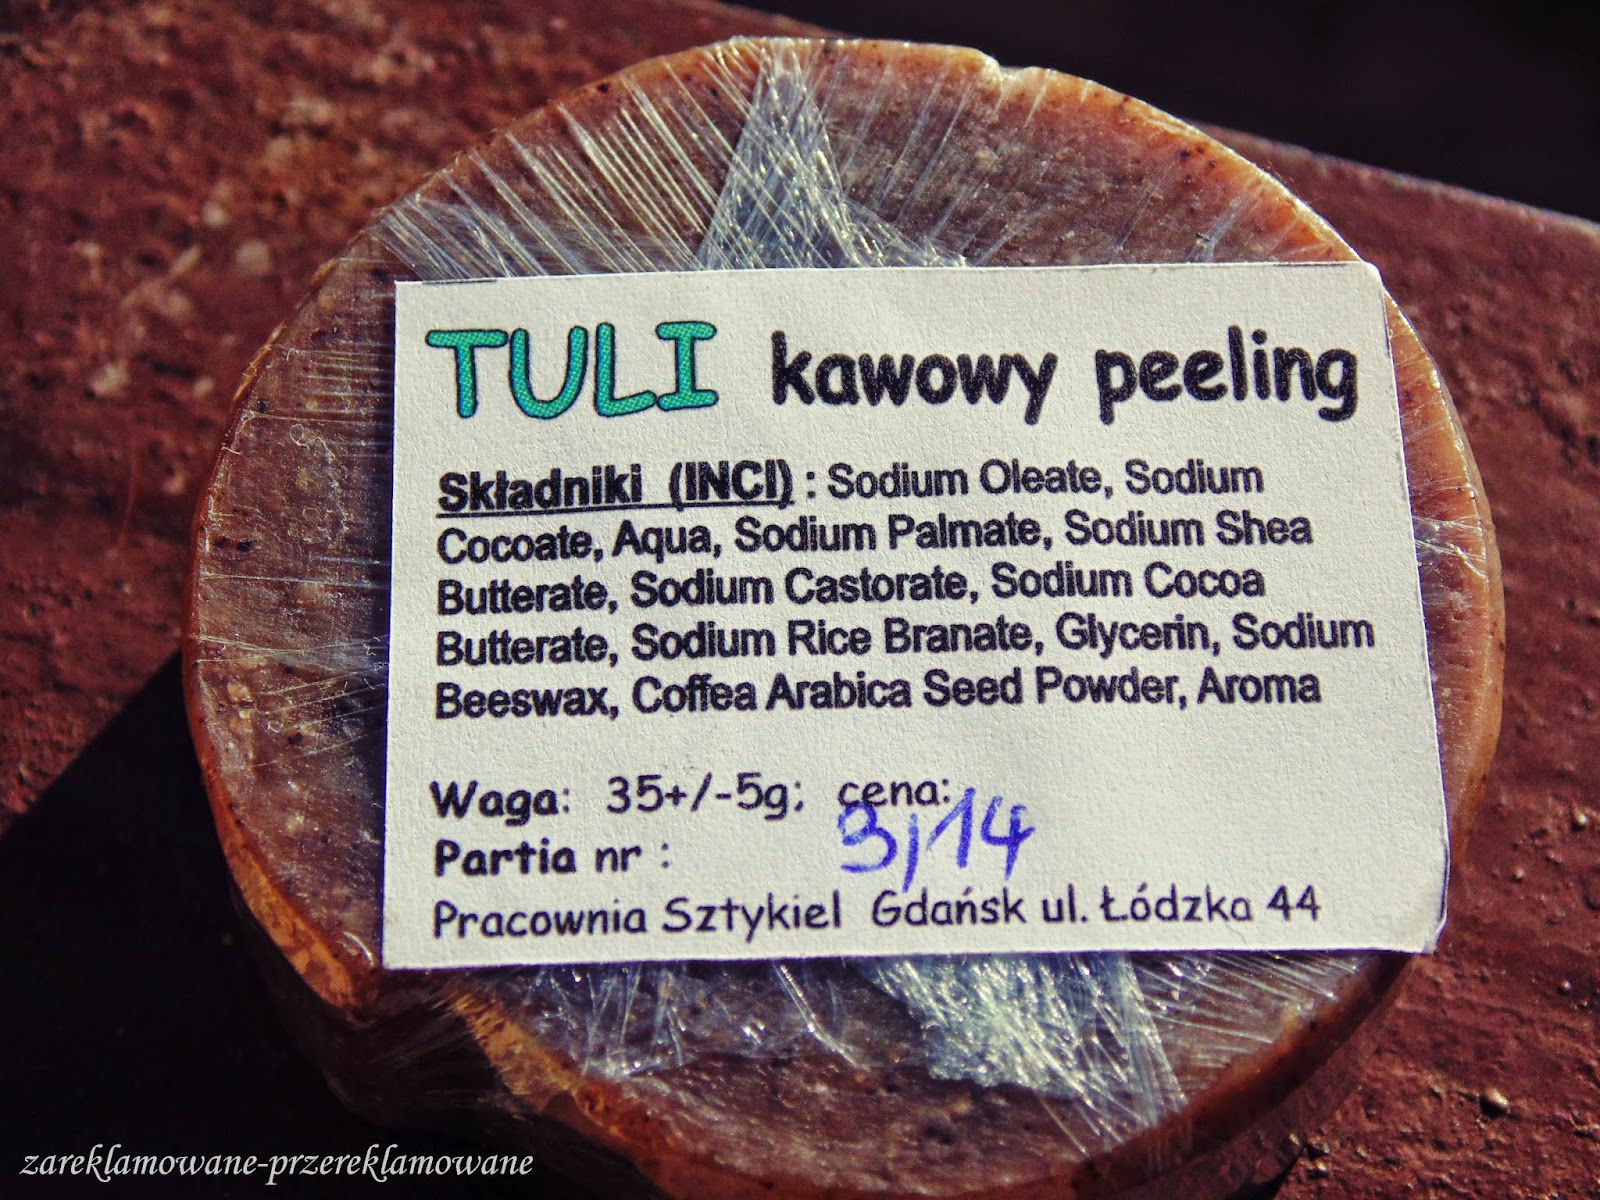 TULI kawowy peeling
Składniki (INCI) : Sodium Oleate, Sodium
Cocoate, Aqua, Sodium Palmate, Sodium Shea
Butterate, Sodium Castorate, Sodium Cocoa
Butterate, Sodium Rice Branate, Glycerin, Sodium
Beeswax, Coffea Arabica Seed Powder, Aroma
Waga: 35+/-5g; cena:
Partia nr : 3/14
Pracownia Sztykiel Gdańsk ul. Łódzka 44
zareklamowane-przereklamowane